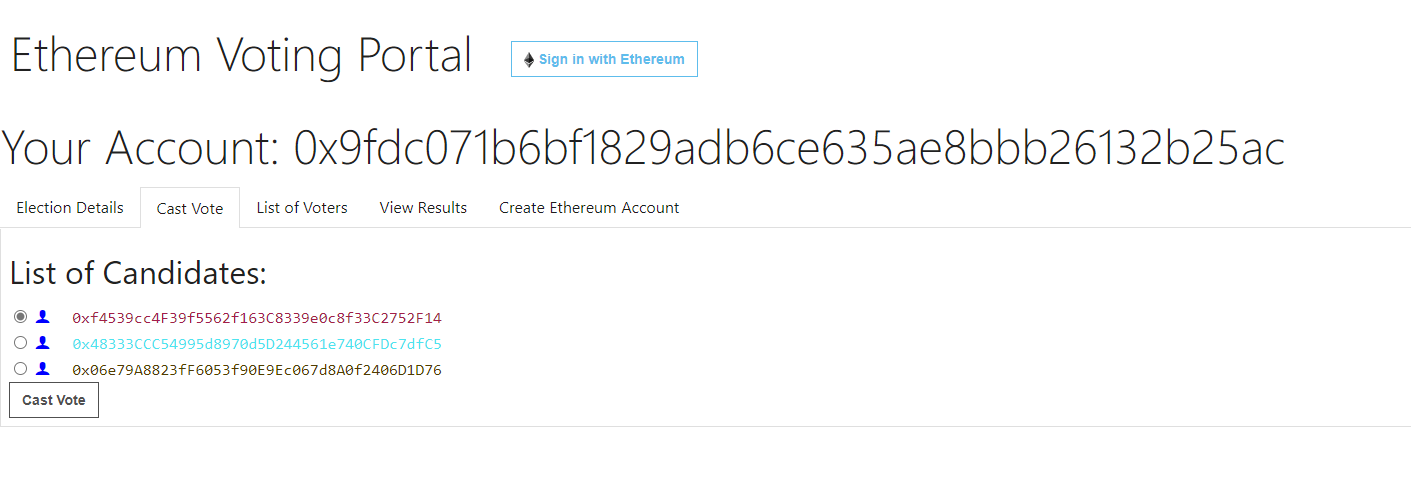 Ethereum Voting Portal
Sign in with Ethereum
Your Account: 0x9fdc071b6bf1829adb6ce635ae8bbb26132b25ac
Election Details Cast Vote List of Voters View Results Create Ethereum Account
List of Candidates:
0xf4539cc4F39f5562f163C8339e0c8f33C2752F14
0x48333CCC54995d8970d5D244561e740CFDc7dfC5
0x06e79A8823fF6053f90E9Ec067d8A0f2406D1D76
Cast Vote